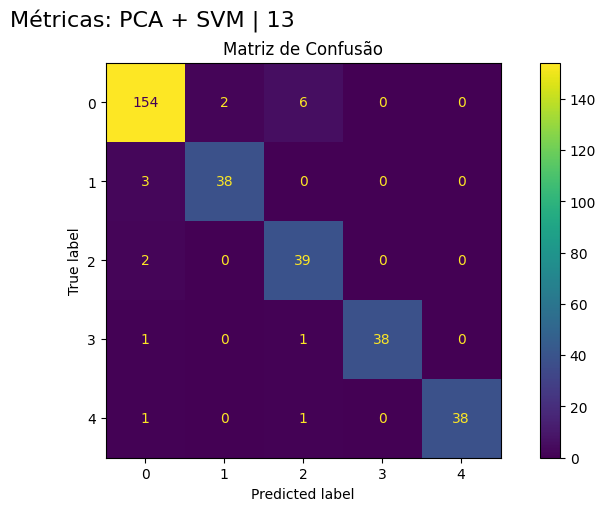 Métricas: PCA + SVM | 13
Matriz de Confusão
0 154 2 6 0 0
1 3 38 0 0 0
2 2 0 39 0 0
3 1 0 1 38 0
4 1 0 1 0 38
0 1 2 3 4
True label
Predicted label
140
120
100
80
60
40
20
0